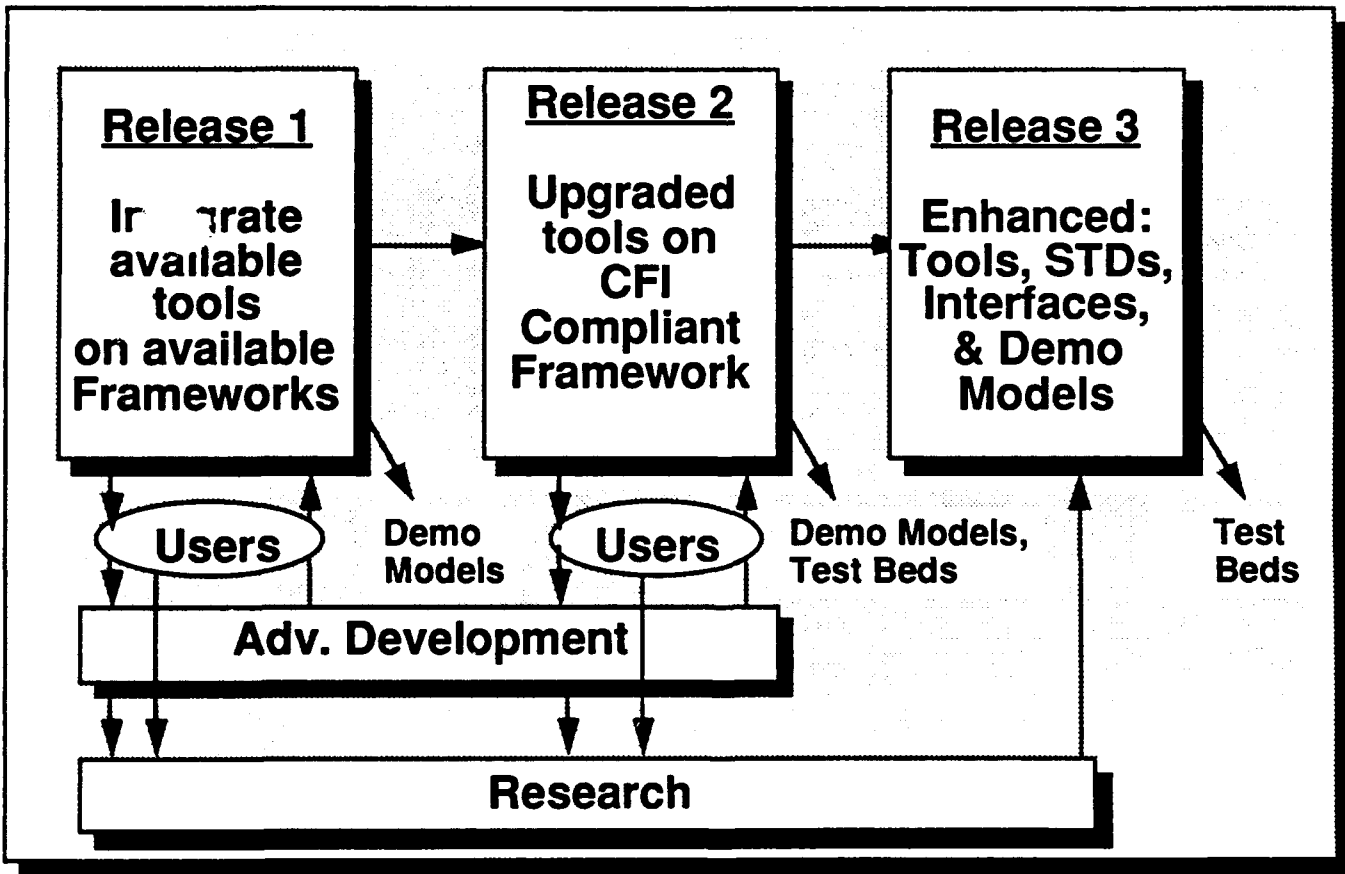 Release 1
available
tools
on available
Frameworks
Release 2
Upgraded
tools on
CFI
Compliant
Framework
Release 3
Enhanced:
Tools, STDs,
Interfaces,
& Demo
Models
Users
Demo
Models
Users
Demo Models,
Test Beds
Test
Beds
Adv. Development
Research